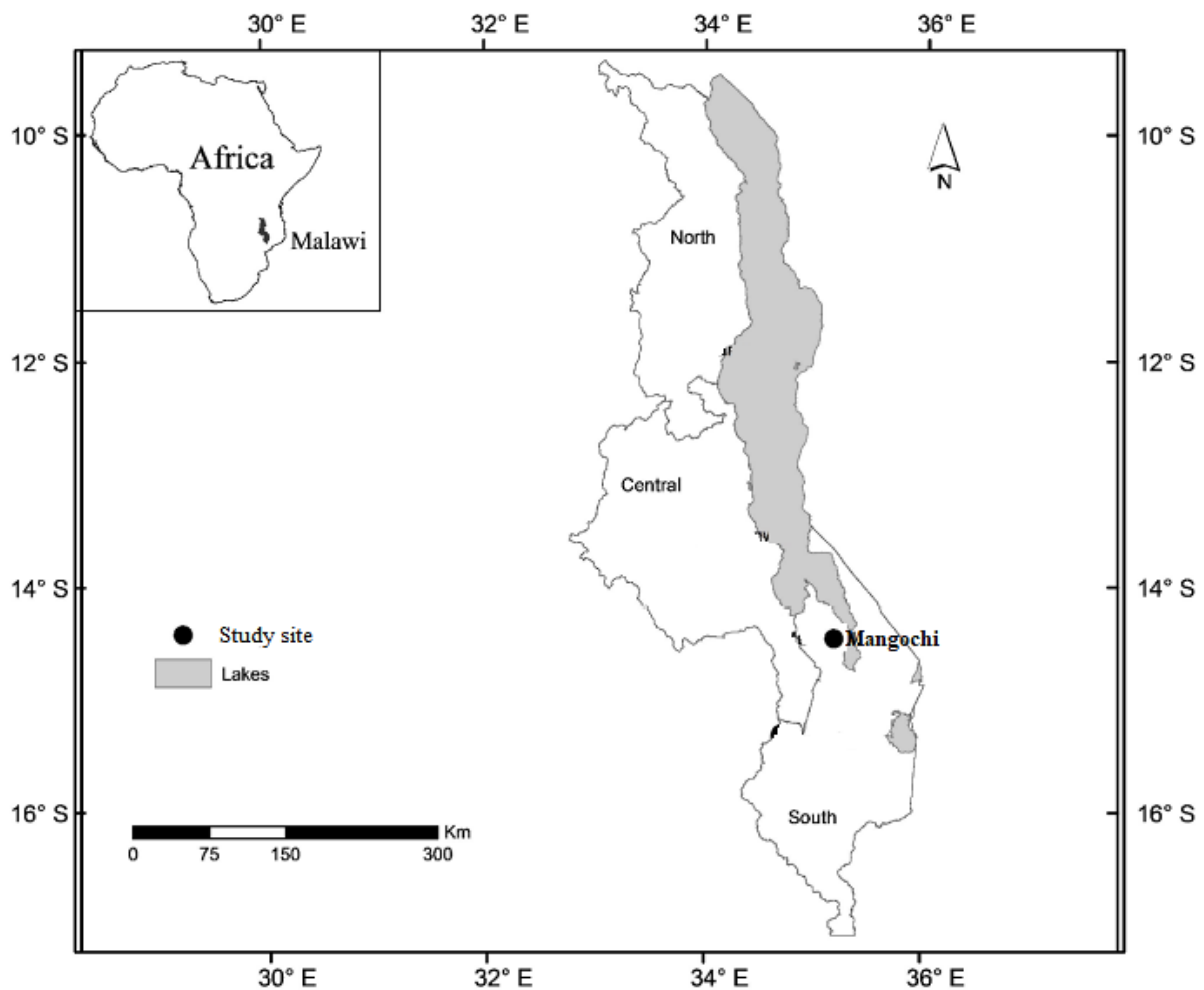 30° E 32° E 34° E 36° E
10° S 10° S
Africa
N
Malawi
North
12° S 12° S
Central
14° S 14° S
Study site
Mangochi
Lakes
16° S 16° S
South
Km
0 75 150 300
30° E 32° E 34° E 36° E